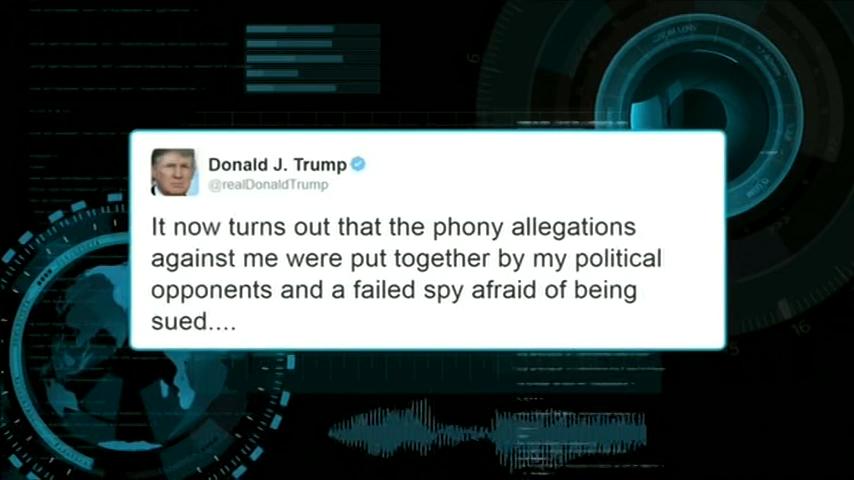 Donald J. Trump
@realDonaldTrump
It now turns out that the phony allegations
against me were put together by my political
opponents and a failed spy afraid of being
sued....
16